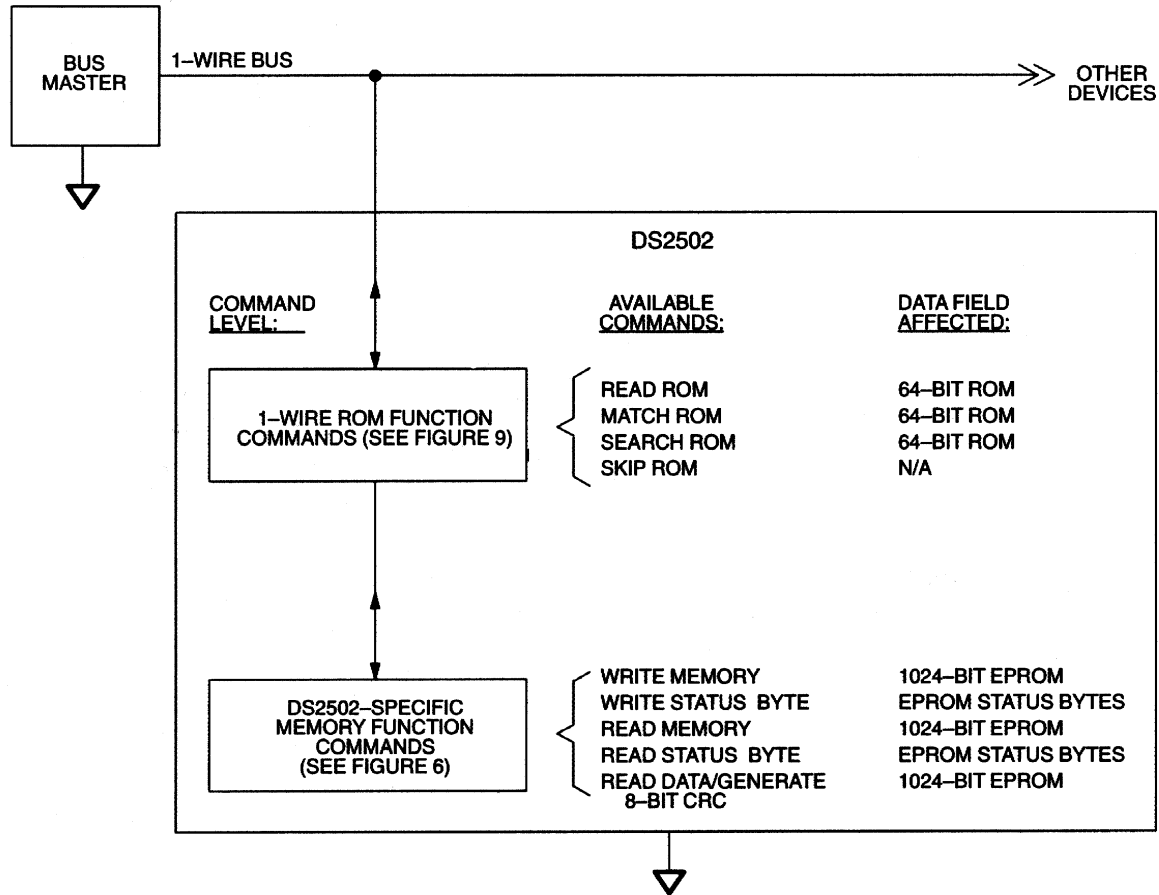 BUS
MASTER
1–WIRE BUS
OTHER
DEVICES
DS2502
COMMAND
LEVEL:
AVAILABLE
COMMANDS:
DATA FIELD
AFFECTED:
1–WIRE ROM FUNCTION
COMMANDS (SEE FIGURE 9)
READ ROM 64–BIT ROM
MATCH ROM 64–BIT ROM
SEARCH ROM 64–BIT ROM
SKIP ROM N/A
DS2502–SPECIFIC
MEMORY FUNCTION
COMMANDS
(SEE FIGURE 6)
WRITE MEMORY 1024–BIT EPROM
WRITE STATUS BYTE EPROM STATUS BYTES
READ MEMORY 1024–BIT EPROM
READ STATUS BYTE EPROM STATUS BYTES
READ DATA/GENERATE 1024–BIT EPROM
8–BIT CRC